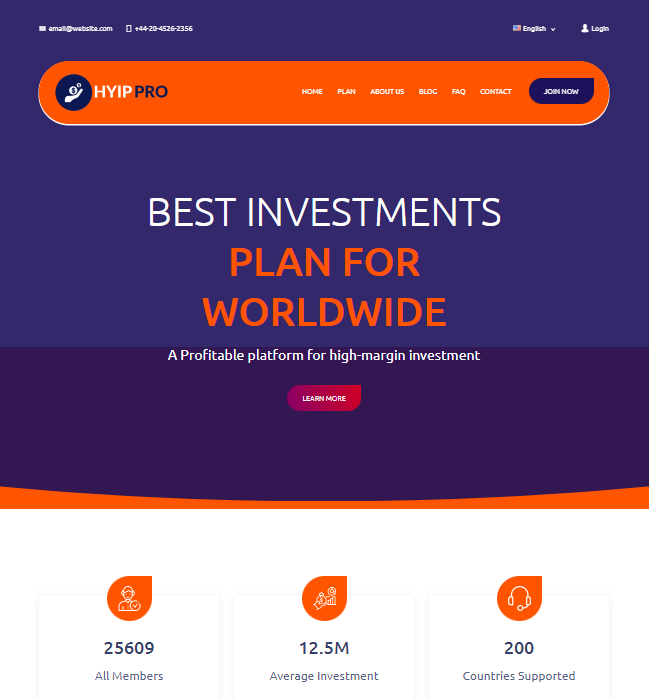 email@website.com +44-20-4526-2356 English Login
HYIP PRO HOME PLAN ABOUT US BLOG FAQ CONTACT JOIN NOW
BEST INVESTMENTS
PLAN FOR
WORLDWIDE
A Profitable platform for high-margin investment
LEARN MORE
25609 12.5M 200
All Members Average Investment Countries Supported